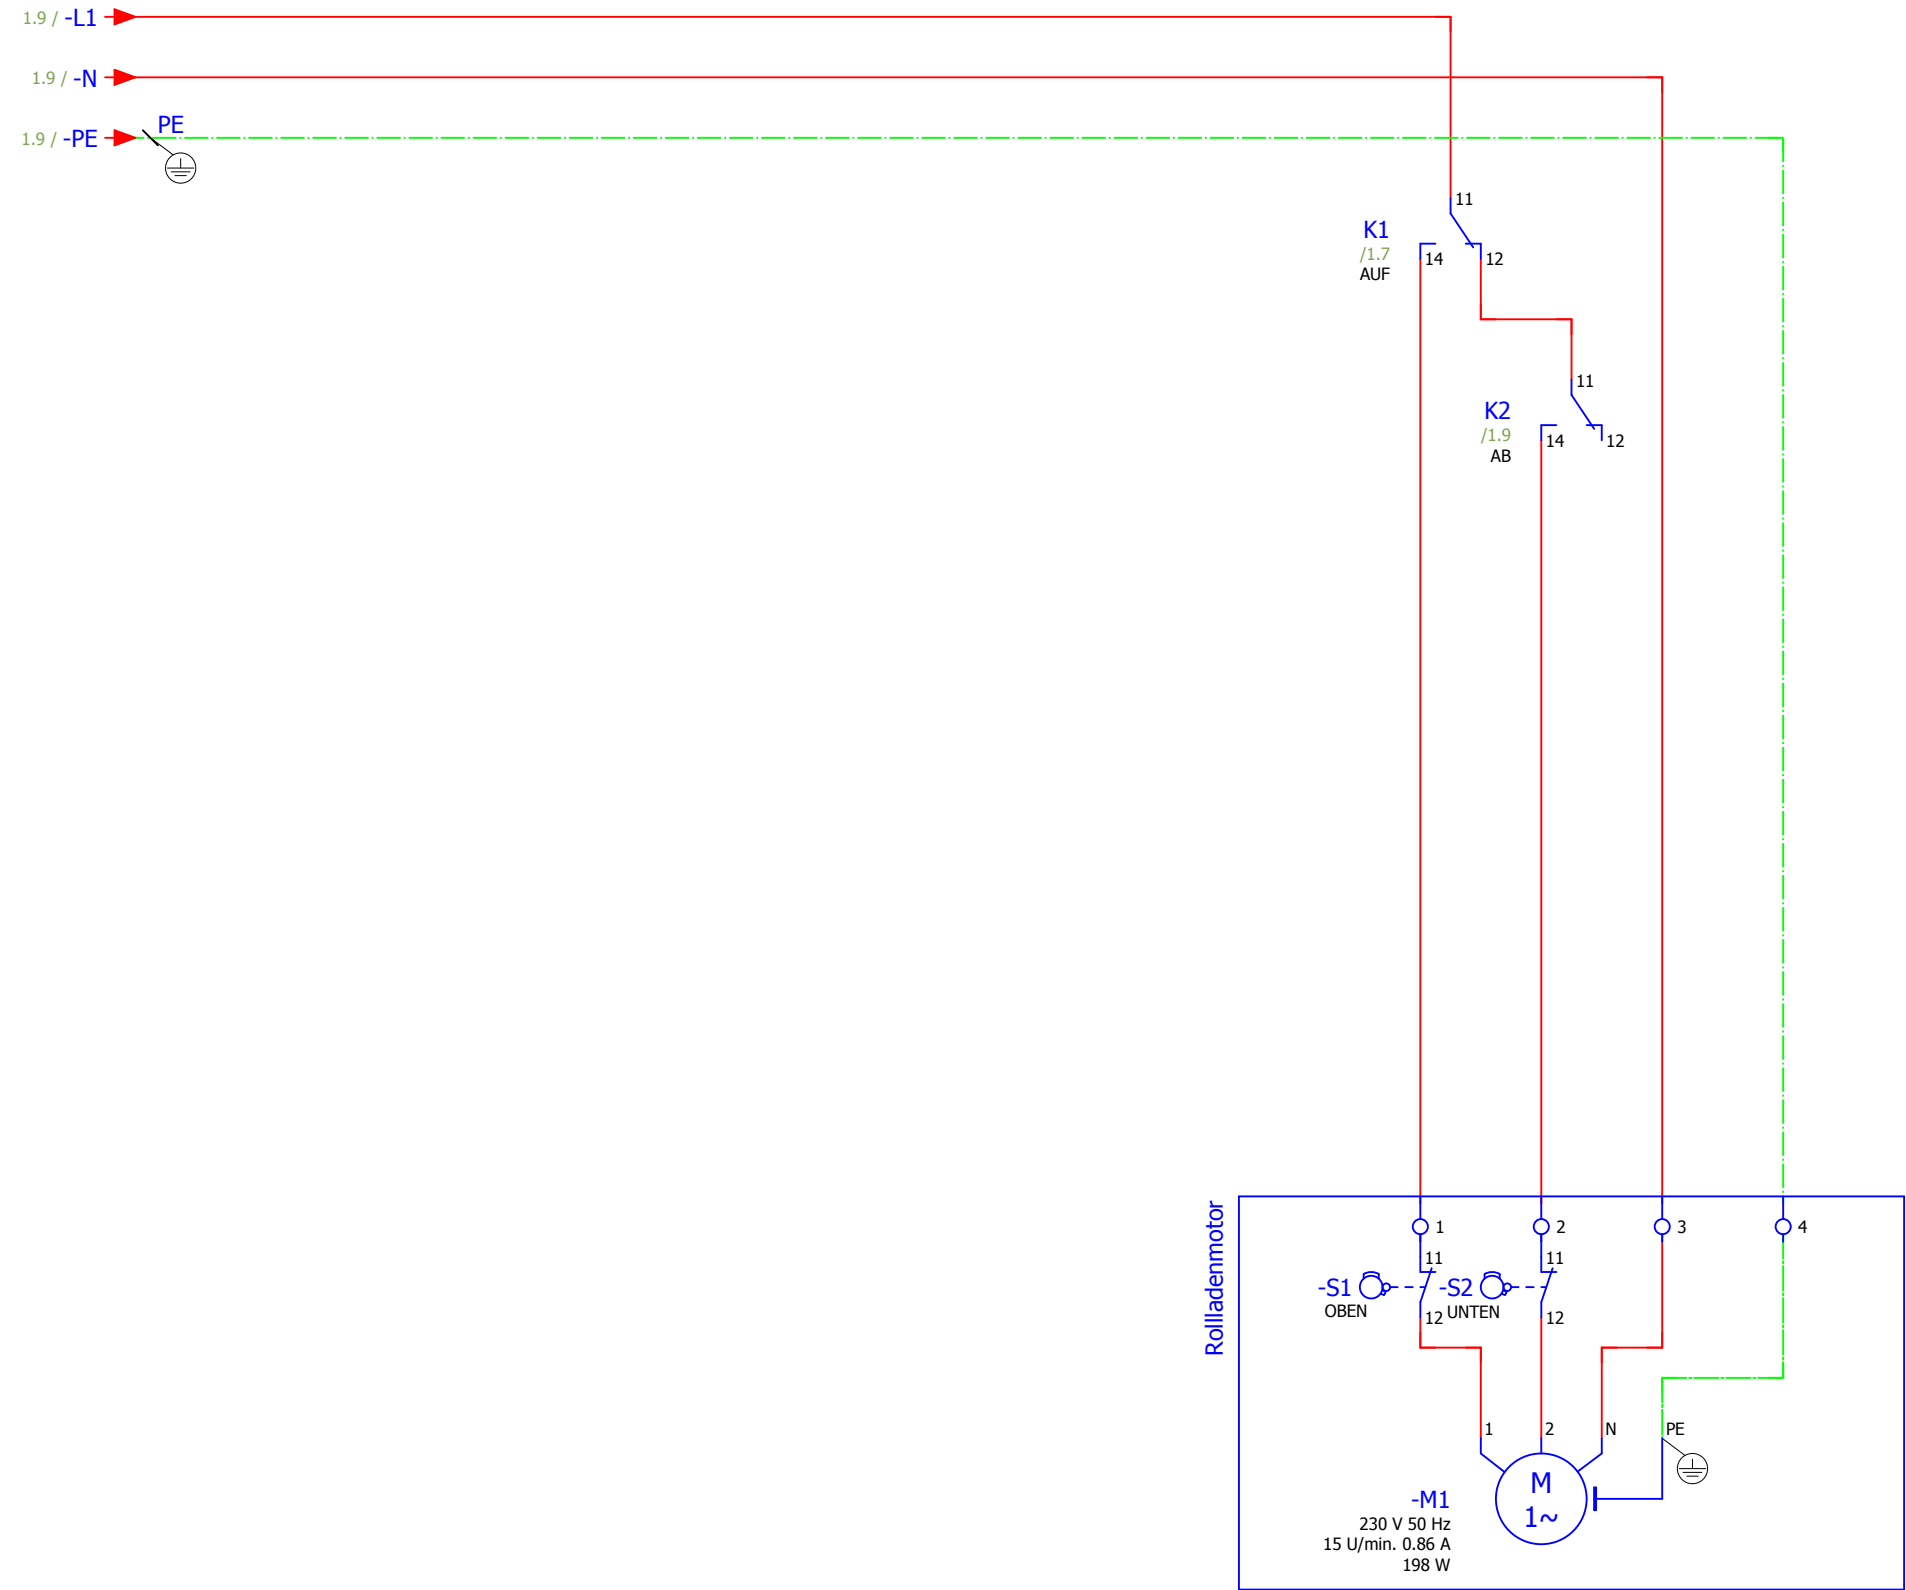 1.9 / -L1
1.9 / -N
1.9 / -PE
PE
11
K1
/1.7
AUF
14
12
11
K2
/1.9
AB
14
12
Rollladenmotor
1
2
3
4
11
11
-S1
OBEN
12
-S2
UNTEN
12
1
2
N
PE
M
1~
-M1
230 V 50 Hz
15 U/min. 0.86 A
198 W